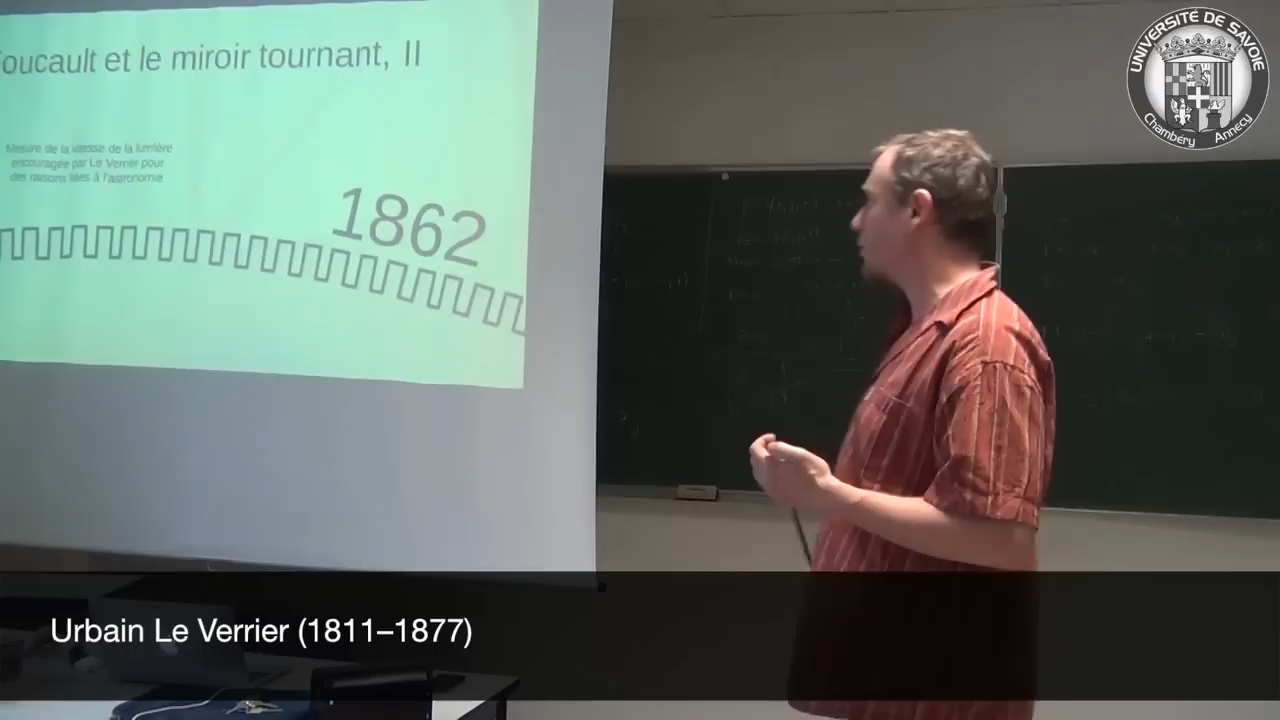 oucault et le miroir tournant, II
Mesure de la vitesse de la lumière
encouragée par Le Verrier pour
des raisons liées à l'astronomie
1862
UNIVERSITÉ DE SAVOIE
Chambéry Annecy
Urbain Le Verrier (1811–1877)